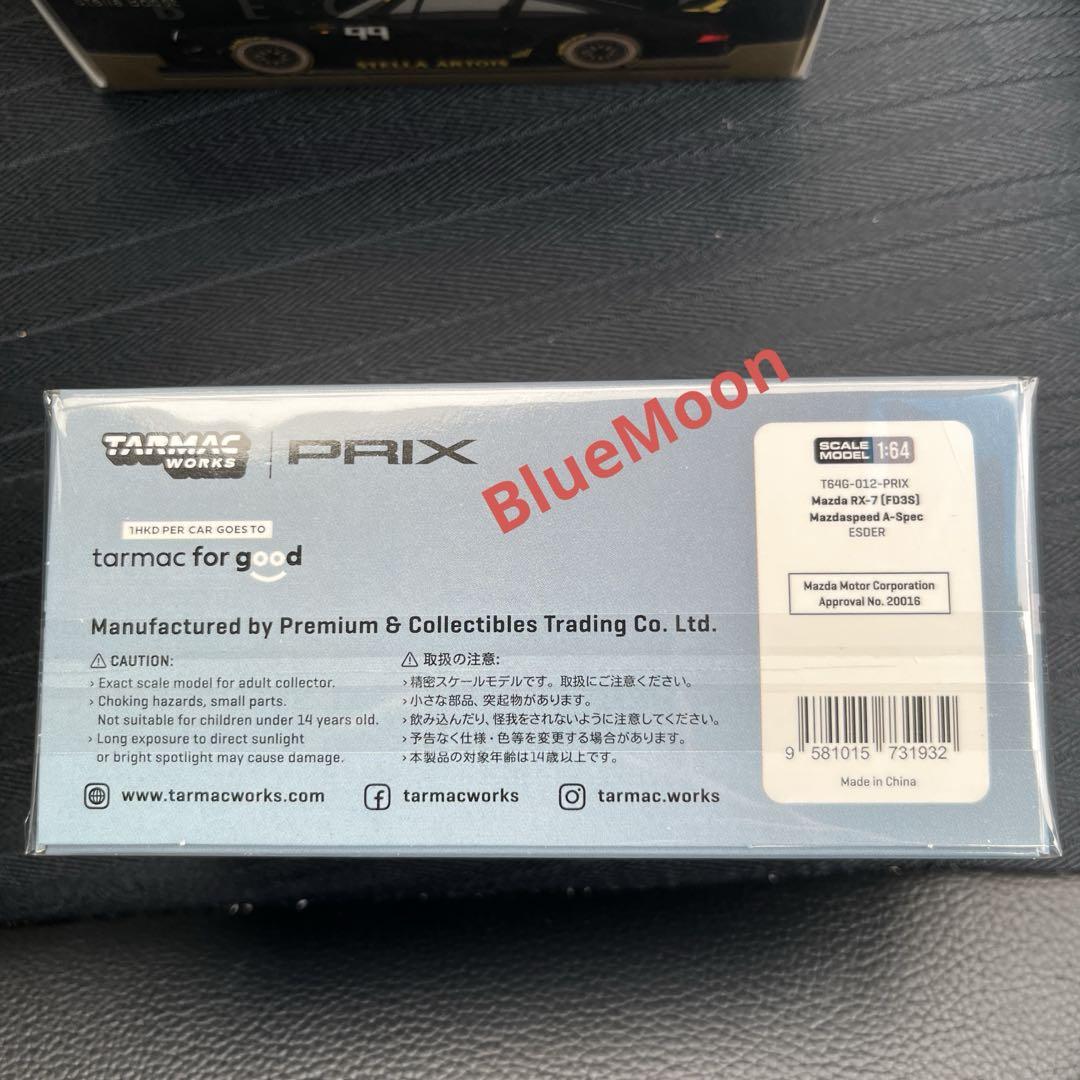 99
STELLA ARTOIS
BlueMoon
TARMAC WORKS
PRIX
1HKD PER CAR GOES TO
tarmac for good
Manufactured by Premium & Collectibles Trading Co. Ltd.
CAUTION:
› Exact scale model for adult collector.
› Choking hazards, small parts.
Not suitable for children under 14 years old.
› Long exposure to direct sunlight
or bright spotlight may cause damage.
取扱の注意:
›精密スケールモデルです。取扱にご注意ください。
›小さな部品、突起物があります。
›飲み込んだり、怪我をされないように注意してください。
›予告なく仕様・色等を変更する場合があります。
›本製品の対象年齢は14歳以上です。
www.tarmacworks.com
tarmacworks
tarmac.works
SCALE MODEL 1:64
T64G-012-PRIX
Mazda RX-7 (FD3S)
Mazdaspeed A-Spec
ESDER
Mazda Motor Corporation
Approval No. 20016
9 581015 731932
Made in China